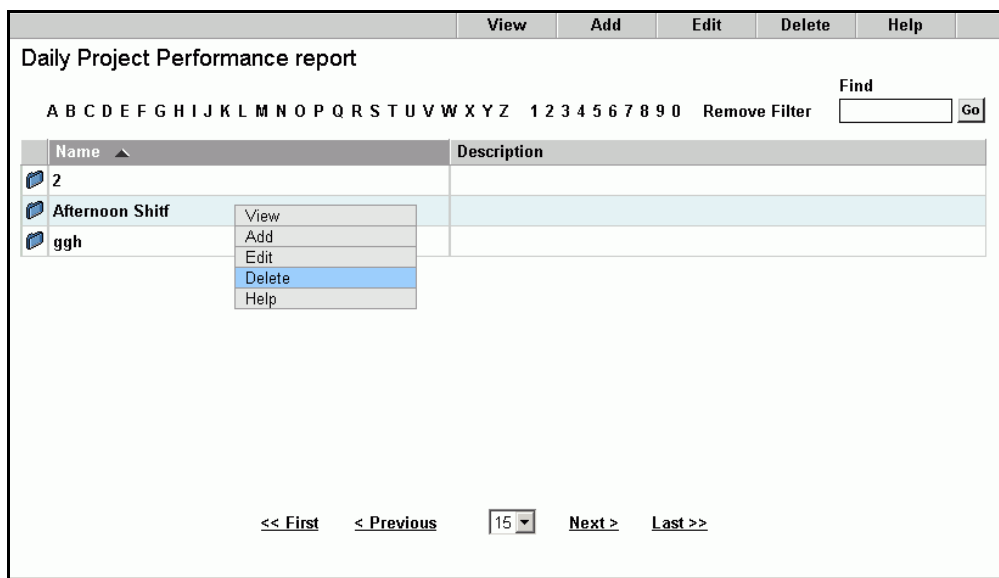 View Add Edit Delete Help
Daily Project Performance report
Find
A B C D E F G H I J K L M N O P Q R S T U V W X Y Z 1 2 3 4 5 6 7 8 9 0 Remove Filter Go
Name Description
2
Afternoon Shitf
ggh
View
Add
Edit
Delete
Help
<< First < Previous 15 Next > Last >>